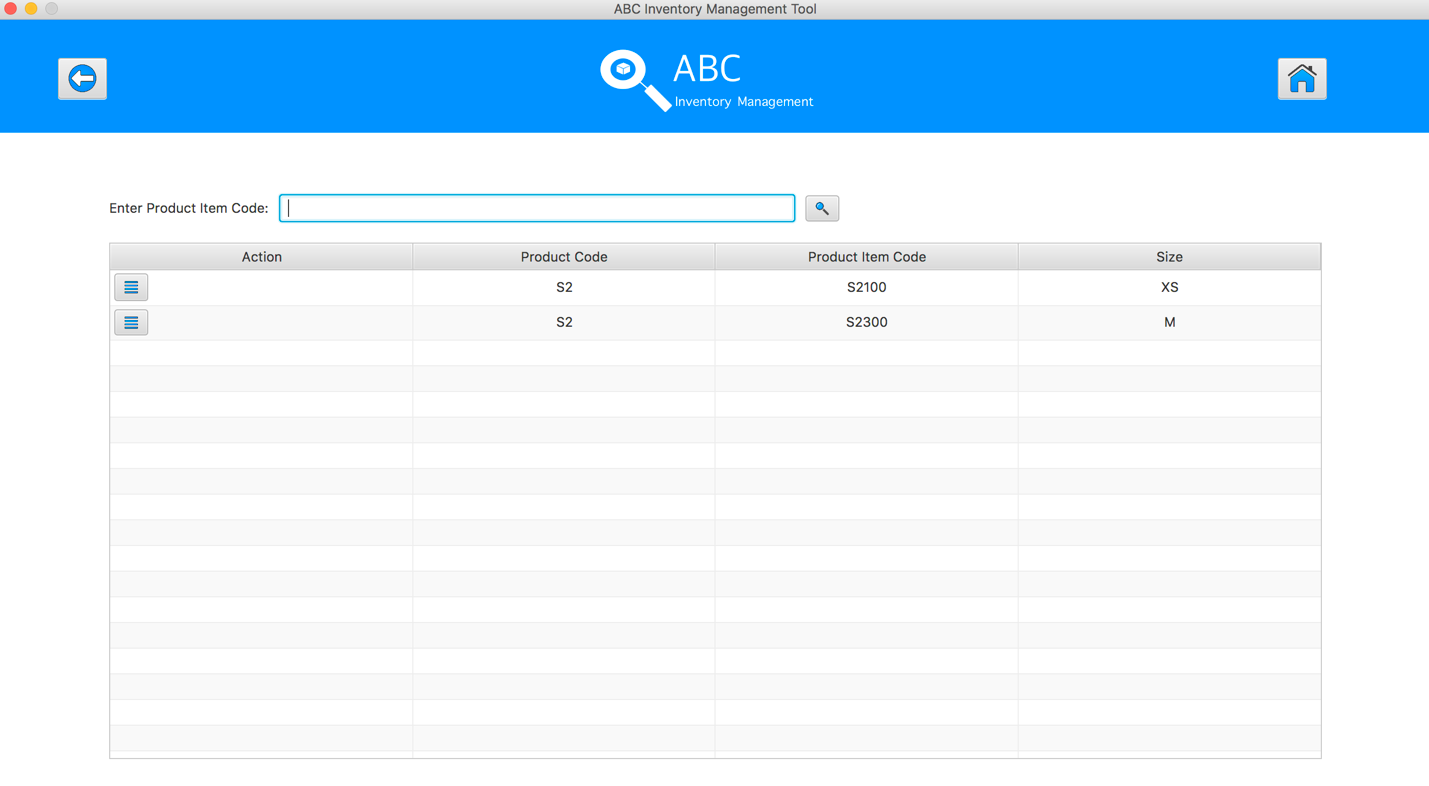 ABC Inventory Management Tool
ABC
Inventory Management
Enter Product Item Code:
Action Product Code Product Item Code Size
S2 S2100 XS
S2 S2300 M